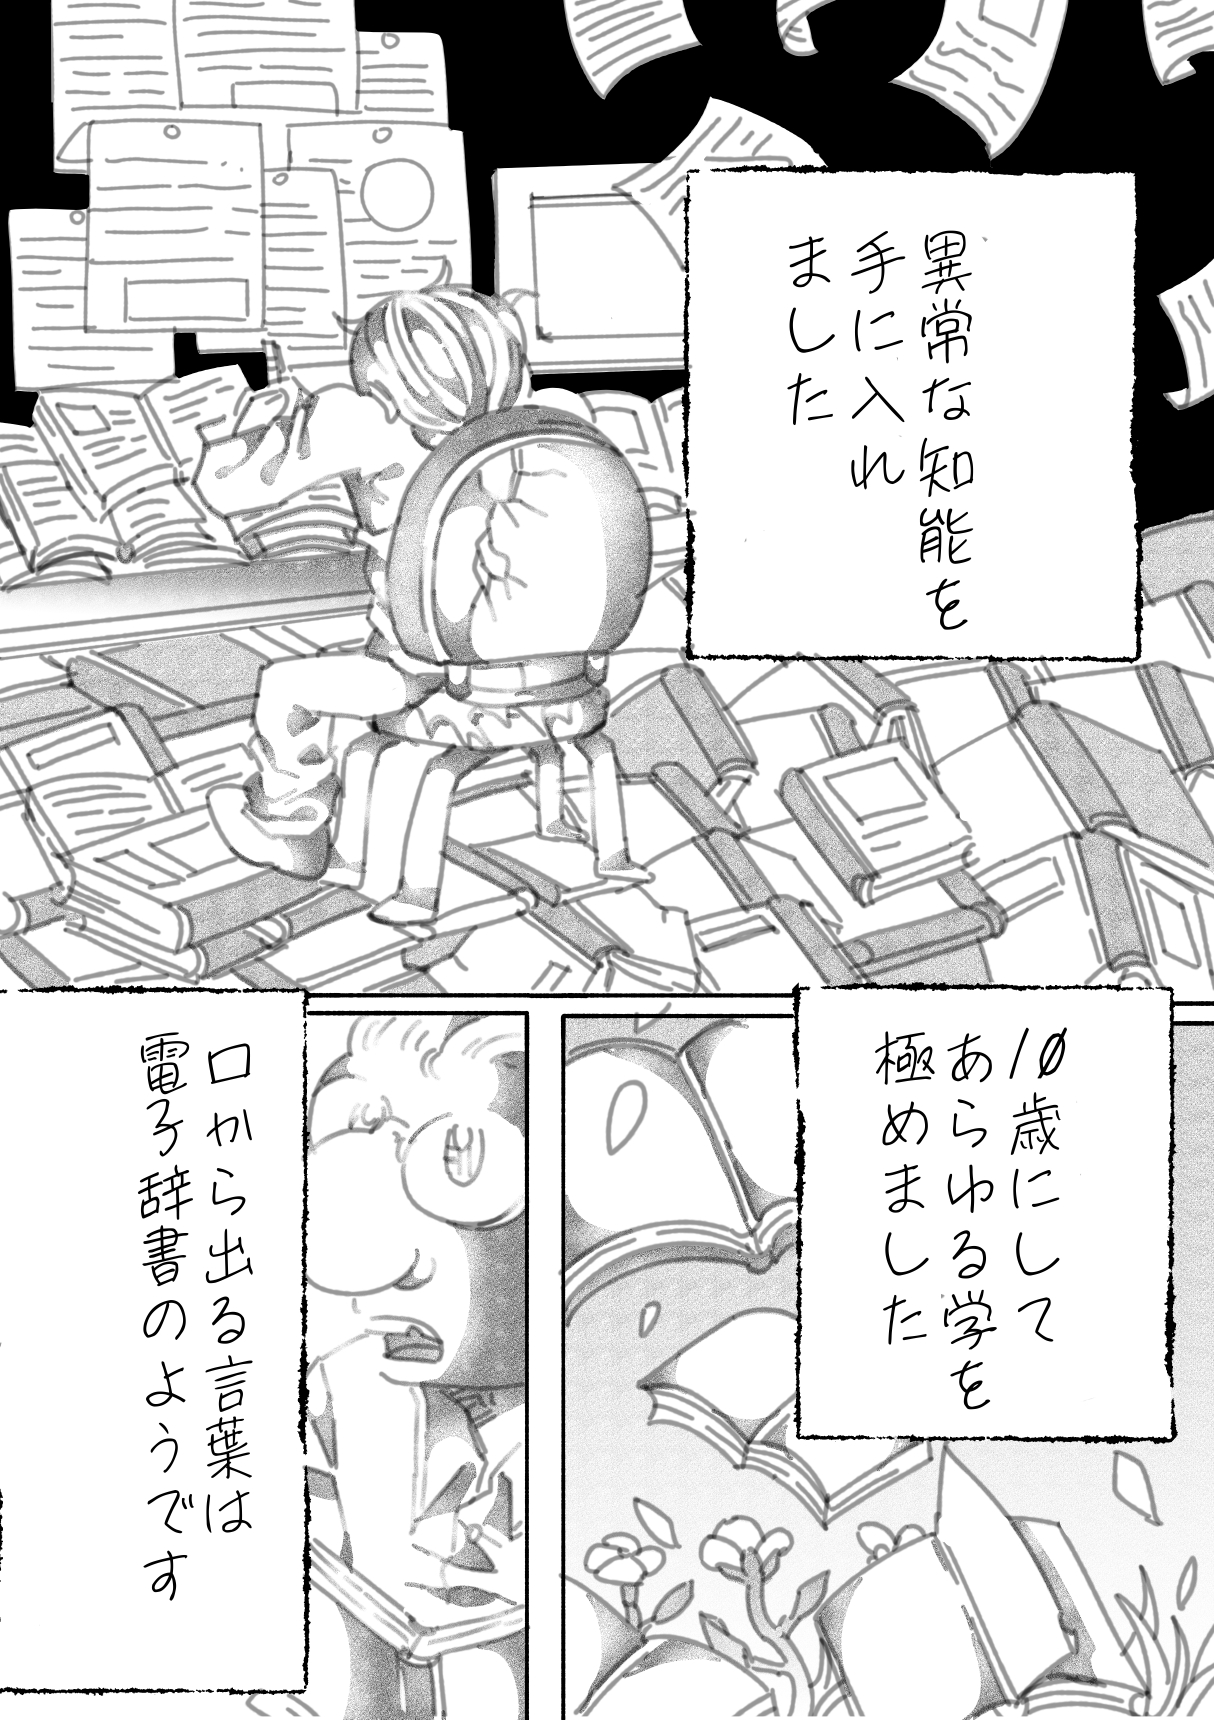 異常な知能を
手に入れ
ました
10歳にして
あらゆる学を
極めました
口から出る言葉は
電子辞書のようです